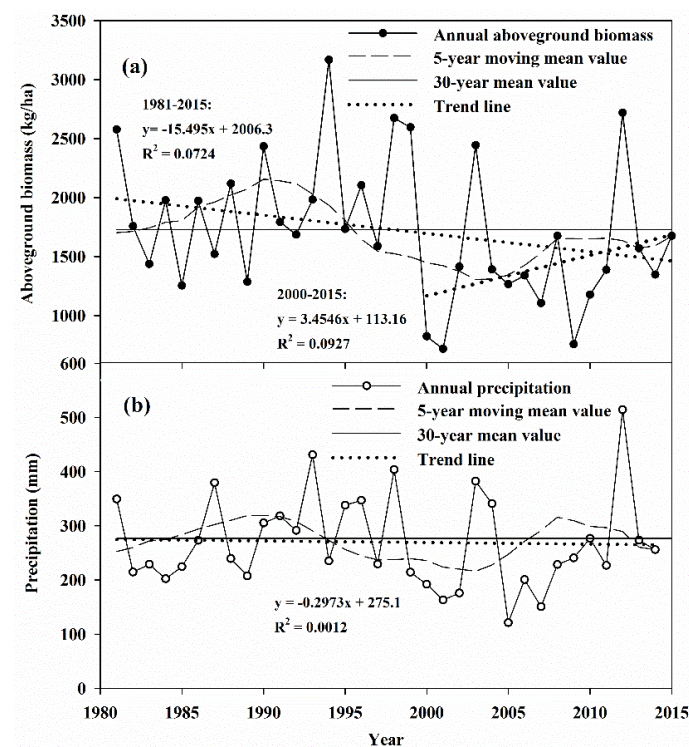 3500
3000
2500
2000
1500
1000
600
Aboveground biomass (kg/ha)
(a)
Annual aboveground biomass
5-year moving mean value
30-year mean value
Trend line
1981-2015:
y= -15.495x + 2006.3
R² = 0.0724
2000-2015:
y = 3.4546x + 113.16
R² = 0.0927
(b)
Annual precipitation
5-year moving mean value
30-year mean value
Trend line
500
400
300
200
100
0
Precipitation (mm)
y = -0.2973x + 275.1
R² = 0.0012
1980 1985 1990 1995 2000 2005 2010 2015
Year